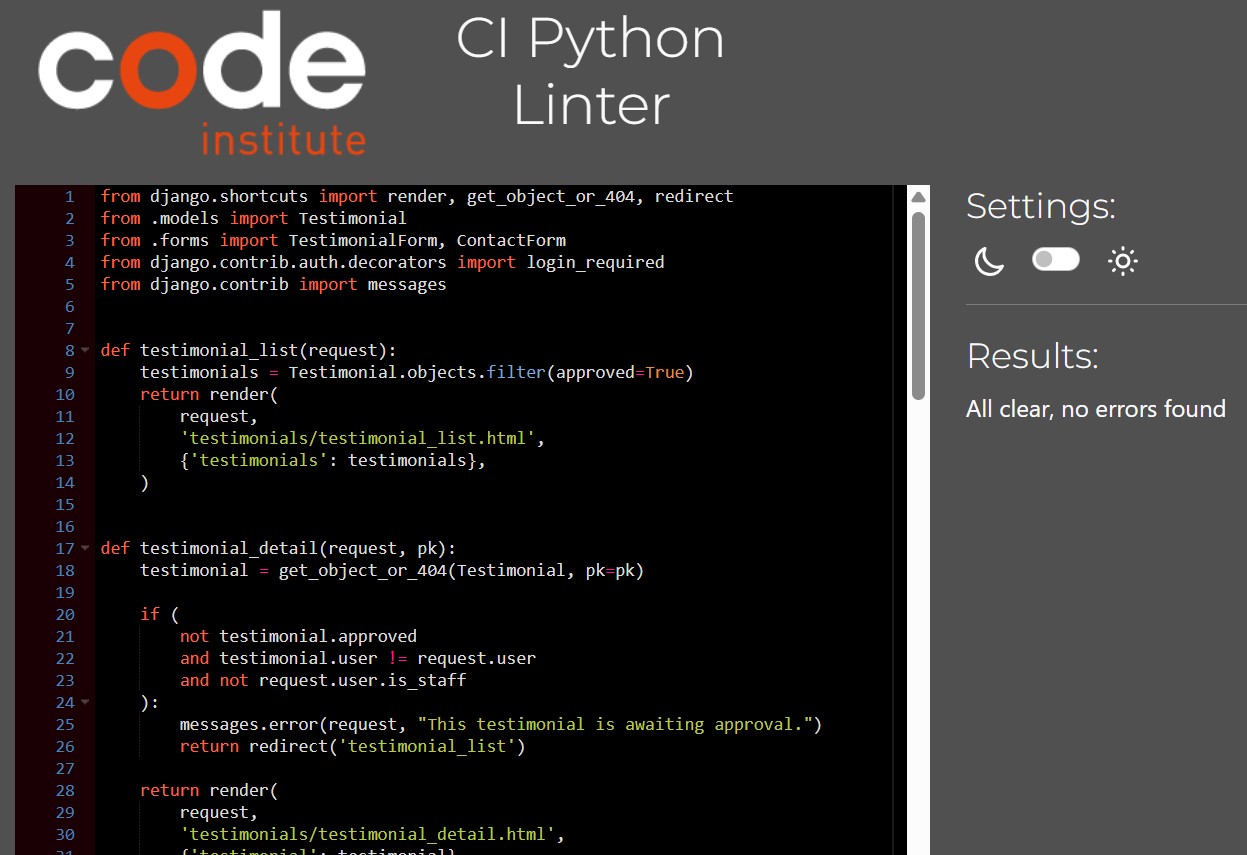 code
institute
CI Python
Linter
1 from django.shortcuts import render, get_object_or_404, redirect
2 from .models import Testimonial
3 from .forms import TestimonialForm, ContactForm
4 from django.contrib.auth.decorators import login_required
5 from django.contrib import messages
6
7
8 def testimonial_list(request):
9     testimonials = Testimonial.objects.filter(approved=True)
10     return render(
11         request,
12         'testimonials/testimonial_list.html',
13         {'testimonials': testimonials},
14     )
15
16
17 def testimonial_detail(request, pk):
18     testimonial = get_object_or_404(Testimonial, pk=pk)
19
20     if (
21         not testimonial.approved
22         and testimonial.user != request.user
23         and not request.user.is_staff
24     ):
25         messages.error(request, "This testimonial is awaiting approval.")
26         return redirect('testimonial_list')
27
28     return render(
29         request,
30         'testimonials/testimonial_detail.html',
31         {'testimonial': testimonial}
Settings:
Results:
All clear, no errors found